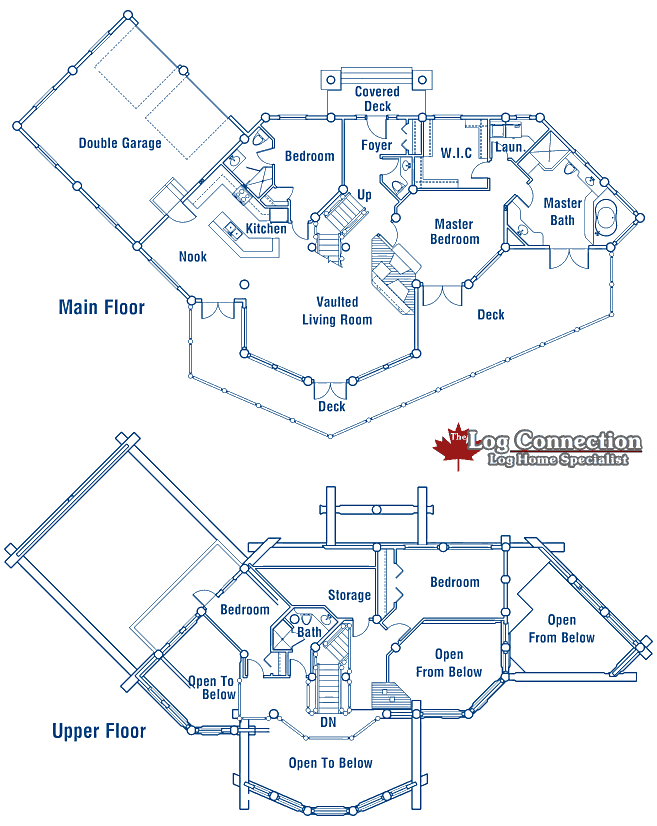 Covered
Deck
Double Garage
Bedroom
Foyer
W.I.C
Laun.
Up
Kitchen
Master
Bath
Master
Bedroom
Nook
Main Floor
Vaulted
Living Room
Deck
Deck
The Log Connection
Log Home Specialist
Storage
Bedroom
Bedroom
Bath
Open
From Below
Open
From Below
Open To
Below
DN
Upper Floor
Open To Below